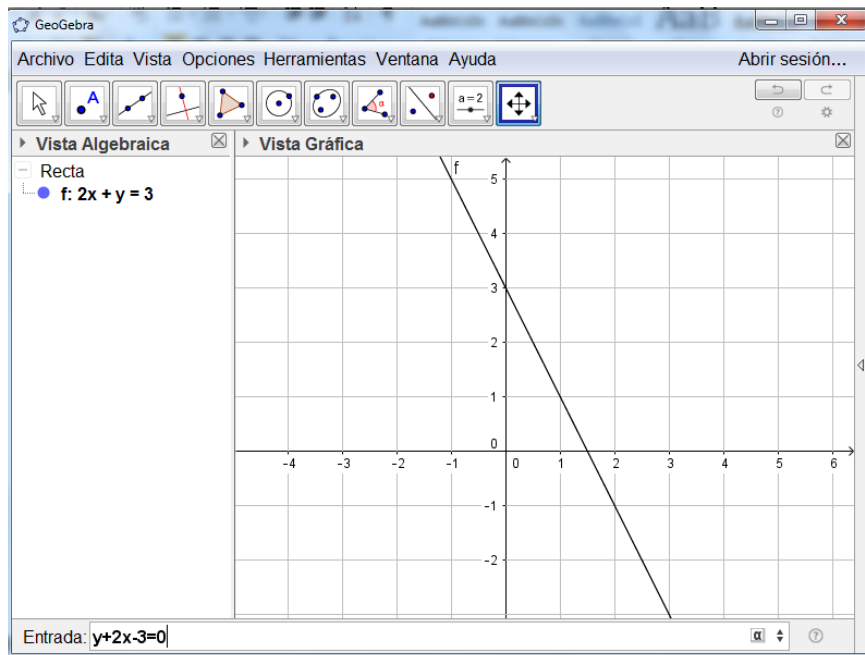 GeoGebra
Archivo Edita Vista Opciones Herramientas Ventana Ayuda Abrir sesión...
A α a=2
Vista Algebraica Vista Gráfica
Recta
f: 2x + y = 3
f
5
4
3
2
1
0
-4 -3 -2 -1 0 1 2 3 4 5 6
-1
-2
Entrada: y+2x-3=0 α